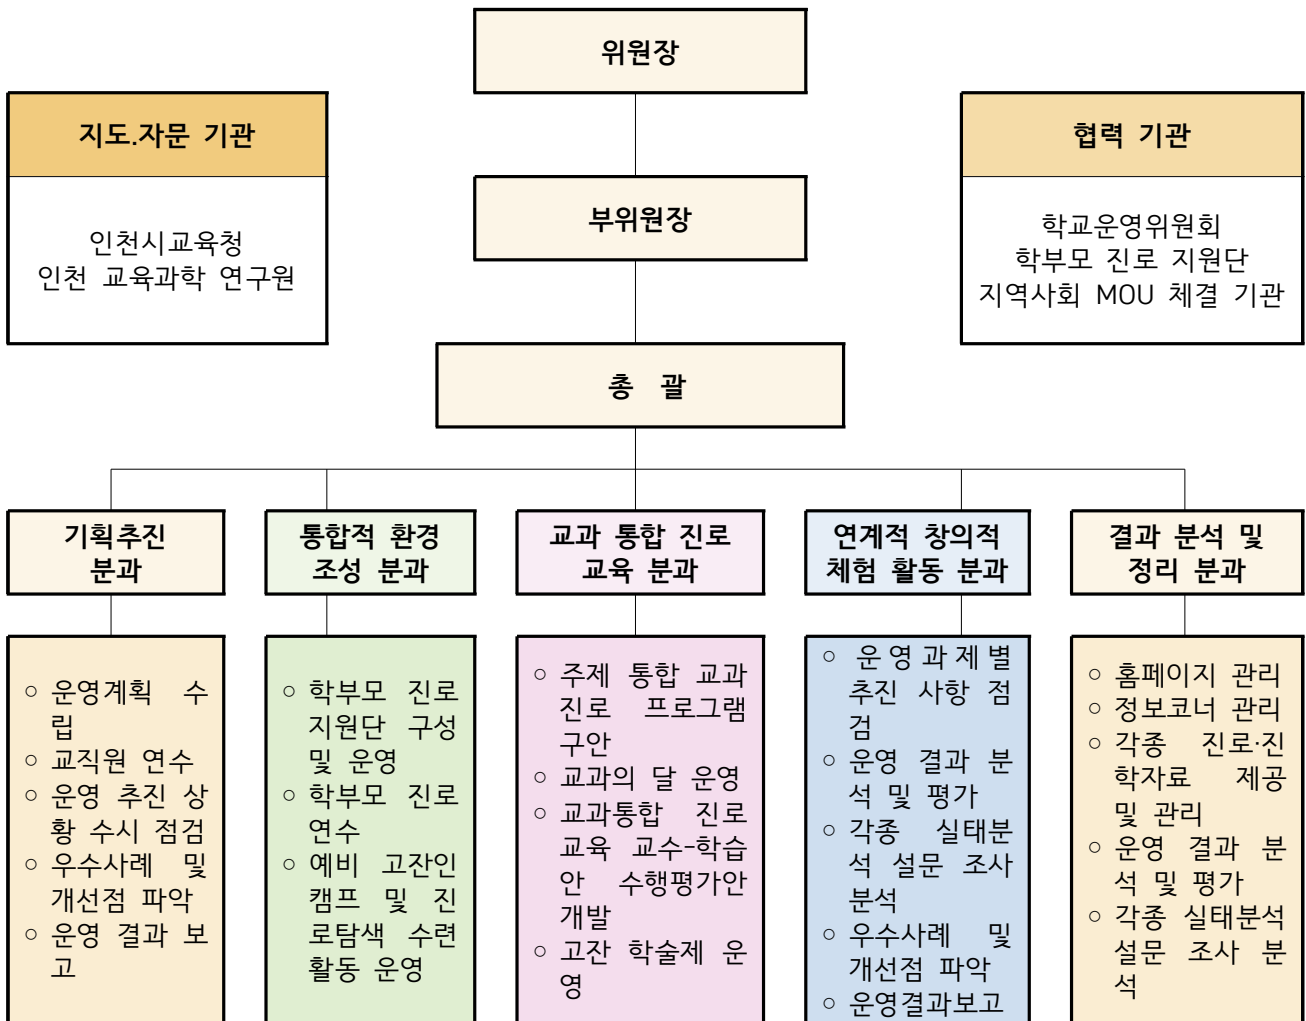 위원장
지도.자문 기관
인천시교육청
인천 교육과학 연구원
협력 기관
학교운영위원회
학부모 진로 지원단
지역사회 MOU 체결 기관
부위원장
총 괄
기획추진
분과
통합적 환경
조성 분과
교과 통합 진로
교육 분과
연계적 창의적
체험 활동 분과
결과 분석 및
정리 분과
○ 운영계획 수
립
○ 교직원 연수
○ 운영 추진 상
황 수시 점검
○ 우수사례 및
개선점 파악
○ 운영 결과 보
고
○ 학부모 진로
지원단 구성
및 운영
○ 학부모 진로
연수
○ 예비 고잔인
캠프 및 진
로탐색 수련
활동 운영
○ 주제 통합 교과
진로 프로그램
구안
○ 교과의 달 운영
○ 교과통합 진로
교육 교수-학습
안 수행평가안
개발
○ 고잔 학술제 운
영
○ 운영과제별
추진 사항 점
검
○ 운영 결과 분
석 및 평가
○ 각종 실태분
석 설문 조사
분석
○ 우수사례 및
개선점 파악
○ 운영결과보고
○ 홈페이지 관리
○ 정보코너 관리
○ 각종 진로·진
학자료 제공
및 관리
○ 운영 결과 분
석 및 평가
○ 각종 실태분석
설문 조사 분
석